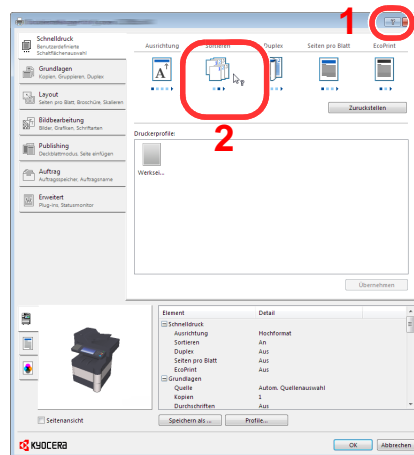 1
?
Schnelldruck
Benutzerdefinierte
Schaltflächenauswahl
Grundlagen
Kopien, Gruppieren, Duplex
Layout
Seiten pro Blatt, Broschüre, Skalieren
Bildbearbeitung
Bilder, Grafiken, Schriftarten
Publishing
Deckblattmodus, Seite einfügen
Auftrag
Auftragsspeicher, Auftragsname
Erweitert
Plug-ins, Statusmonitor
Ausrichtung Sortieren Duplex Seiten pro Blatt EcoPrint
A
2
Zurückstellen
Druckerprofile:
Werksei...
Übernehmen
Element Detail
Schnelldruck
Ausrichtung Hochformat
Sortieren An
Duplex Aus
Seiten pro Blatt Aus
EcoPrint Aus
Grundlagen
Quelle Autom. Quellenauswahl
Kopien 1
Durchschriften Aus
Seitenansicht
Speichern als ... Profile...
KYOCERA
OK Abbrechen